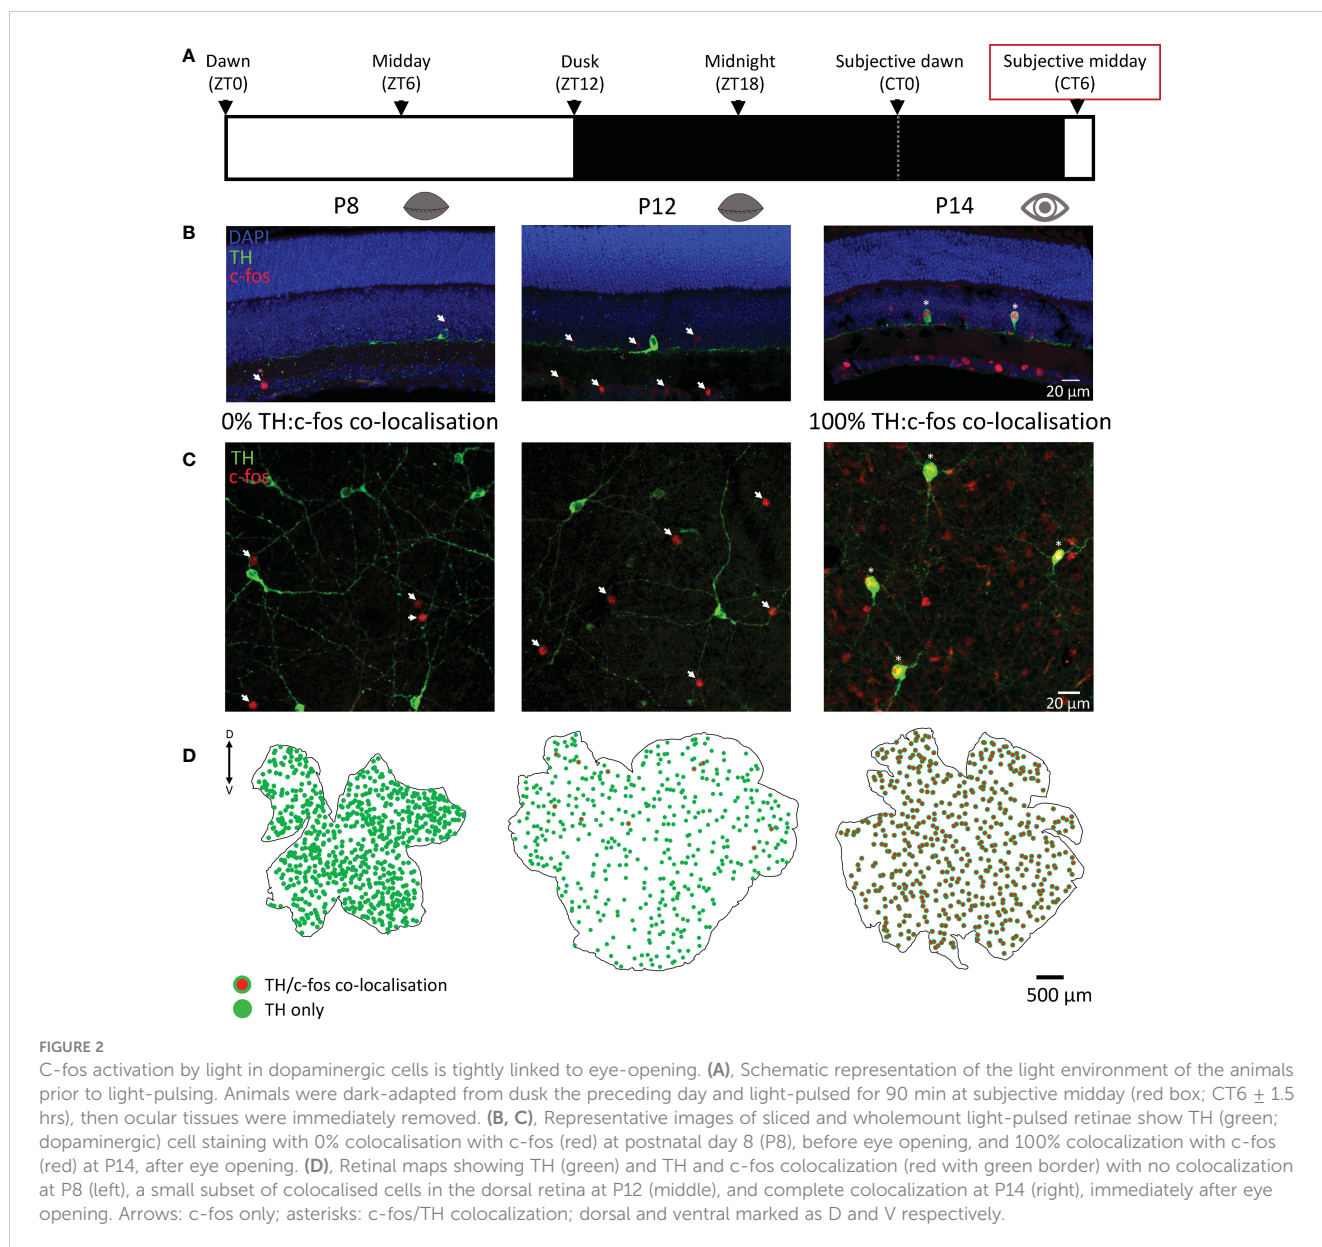 A
Dawn
(ZT0)
Midday
(ZT6)
Dusk
(ZT12)
Midnight
(ZT18)
Subjective dawn
(CT0)
Subjective midday
(CT6)
P8
P12
P14
B
DAPI
TH
c-fos
20 µm
0% TH:c-fos co-localisation
100% TH:c-fos co-localisation
C
TH
c-fos
20 µm
D
D
V
TH/c-fos co-localisation
TH only
500 µm
FIGURE 2
C-fos activation by light in dopaminergic cells is tightly linked to eye-opening. (A), Schematic representation of the light environment of the animals
prior to light-pulsing. Animals were dark-adapted from dusk the preceding day and light-pulsed for 90 min at subjective midday (red box; CT6 ± 1.5
hrs), then ocular tissues were immediately removed. (B, C), Representative images of sliced and wholemount light-pulsed retinae show TH (green;
dopaminergic) cell staining with 0% colocalisation with c-fos (red) at postnatal day 8 (P8), before eye opening, and 100% colocalization with c-fos
(red) at P14, after eye opening. (D), Retinal maps showing TH (green) and TH and c-fos colocalization (red with green border) with no colocalization
at P8 (left), a small subset of colocalised cells in the dorsal retina at P12 (middle), and complete colocalization at P14 (right), immediately after eye
opening. Arrows: c-fos only; asterisks: c-fos/TH colocalization; dorsal and ventral marked as D and V respectively.